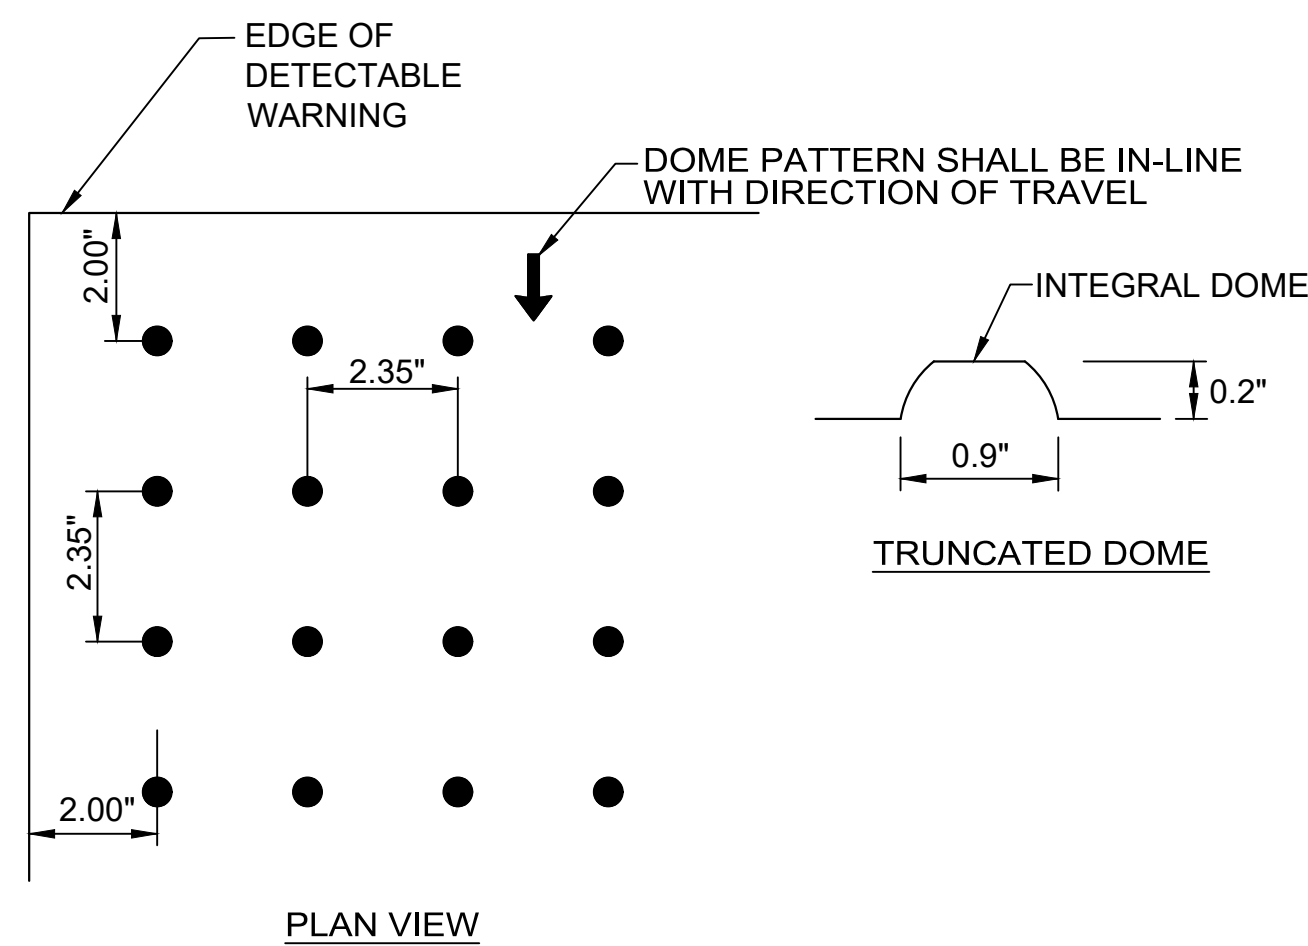 EDGE OF
DETECTABLE
WARNING
DOME PATTERN SHALL BE IN-LINE
WITH DIRECTION OF TRAVEL
2.00"
INTEGRAL DOME
2.35"
0.2"
0.9"
2.35"
TRUNCATED DOME
2.00"
PLAN VIEW